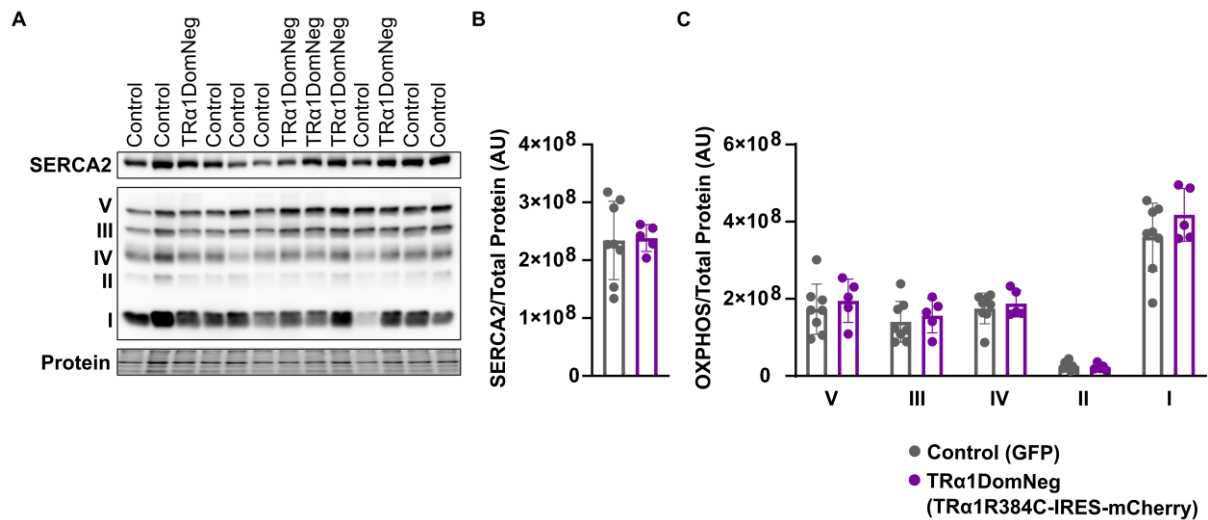 A
Control
Control
TRα1DomNeg
Control
Control
Control
TRα1DomNeg
TRα1DomNeg
TRα1DomNeg
Control
TRα1DomNeg
Control
Control
SERCA2
V
III
IV
II
I
Protein
B
SERCA2/Total Protein (AU)
4×10⁸
3×10⁸
2×10⁸
1×10⁸
0
C
OXPHOS/Total Protein (AU)
6×10⁸
4×10⁸
2×10⁸
0
V III IV II I
Control (GFP)
TRα1DomNeg
(TRα1R384C-IRES-mCherry)